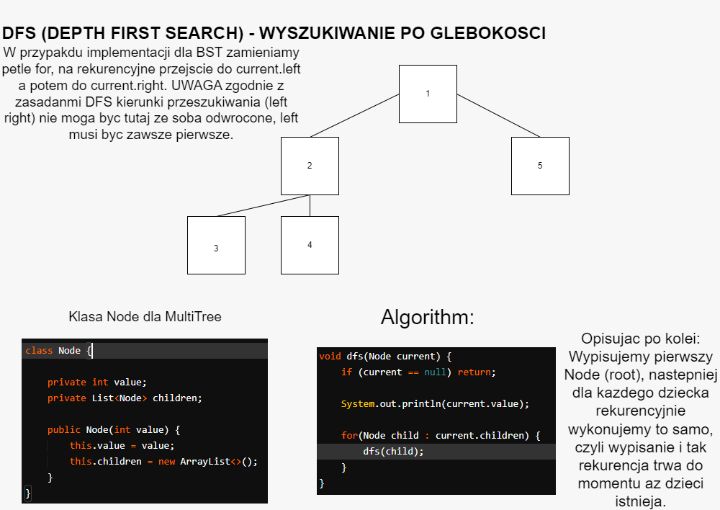 DFS (DEPTH FIRST SEARCH) - WYSZUKIWANIE PO GLEBOKOSCI
W przypakdu implementacji dla BST zamieniamy
petle for, na rekurencyjne przejscie do current.left
a potem do current.right. UWAGA zgodnie z
zasadanmi DFS kierunki przeszukiwania (left
right) nie moga byc tutaj ze soba odwrocone, left
musi byc zawsze pierwsze.
1
2
5
3
4
Klasa Node dla MultiTree
class Node {
private int value;
private List<Node> children;
public Node(int value) {
this.value = value;
this.children = new ArrayList<>();
}
}
Algorithm:
void dfs(Node current) {
if (current == null) return;
System.out.println(current.value);
for(Node child : current.children) {
dfs(child);
}
}
Opisujac po kolei:
Wypisujemy pierwszy
Node (root), nastepniej
dla kazdego dziecka
rekurencyjnie
wykonujemy to samo,
czyli wypisanie i tak
rekurencja trwa do
momentu az dzieci
istnieja.